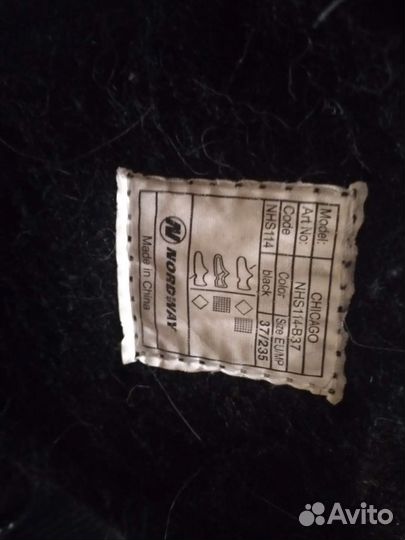 Model: CHICAGO
Art No: NHS114-B37
Code Color Size EU/MP
NHS114 black 37/235
NORDWAY
Made in China
Avito